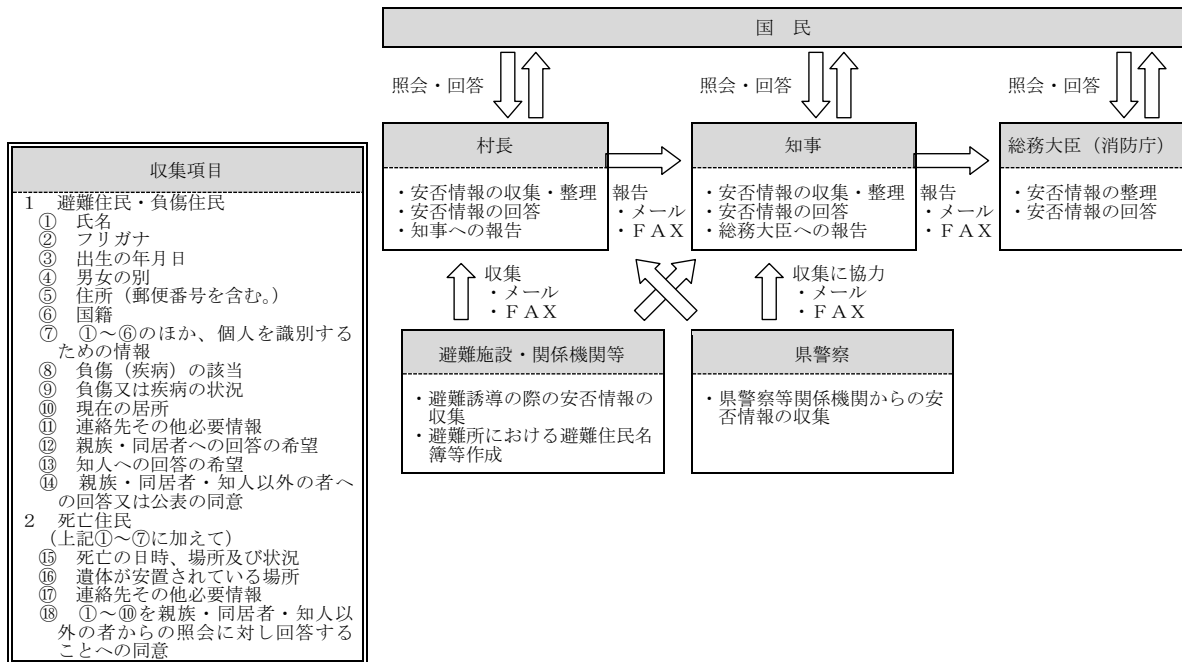 国　民
照会・回答
照会・回答
照会・回答
村長
・安否情報の収集・整理
・安否情報の回答
・知事への報告
報告
・メール
・ＦＡＸ
知事
・安否情報の収集・整理
・安否情報の回答
・総務大臣への報告
報告
・メール
・ＦＡＸ
総務大臣（消防庁）
・安否情報の整理
・安否情報の回答
収集
・メール
・ＦＡＸ
収集に協力
・メール
・ＦＡＸ
避難施設・関係機関等
・避難誘導の際の安否情報の
収集
・避難所における避難住民名
簿等作成
県警察
・県警察等関係機関からの安
否情報の収集
収集項目
１　避難住民・負傷住民
①　氏名
②　フリガナ
③　出生の年月日
④　男女の別
⑤　住所（郵便番号を含む。）
⑥　国籍
⑦　①～⑥のほか、個人を識別する
ための情報
⑧　負傷（疾病）の該当
⑨　負傷又は疾病の状況
⑩　現在の居所
⑪　連絡先その他必要情報
⑫　親族・同居者への回答の希望
⑬　知人への回答の希望
⑭　親族・同居者・知人以外の者へ
の回答又は公表の同意
２　死亡住民
（上記①～⑦に加えて）
⑮　死亡の日時、場所及び状況
⑯　遺体が安置されている場所
⑰　連絡先その他必要情報
⑱　①～⑩を親族・同居者・知人以
外の者からの照会に対し回答する
ことへの同意